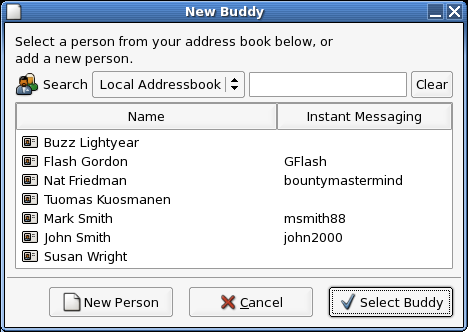 New Buddy
Select a person from your address book below, or
add a new person.
Search Local Addressbook Clear
Name Instant Messaging
Buzz Lightyear
Flash Gordon GFlash
Nat Friedman bountymastermind
Tuomas Kuosmanen
Mark Smith msmith88
John Smith john2000
Susan Wright
New Person Cancel Select Buddy